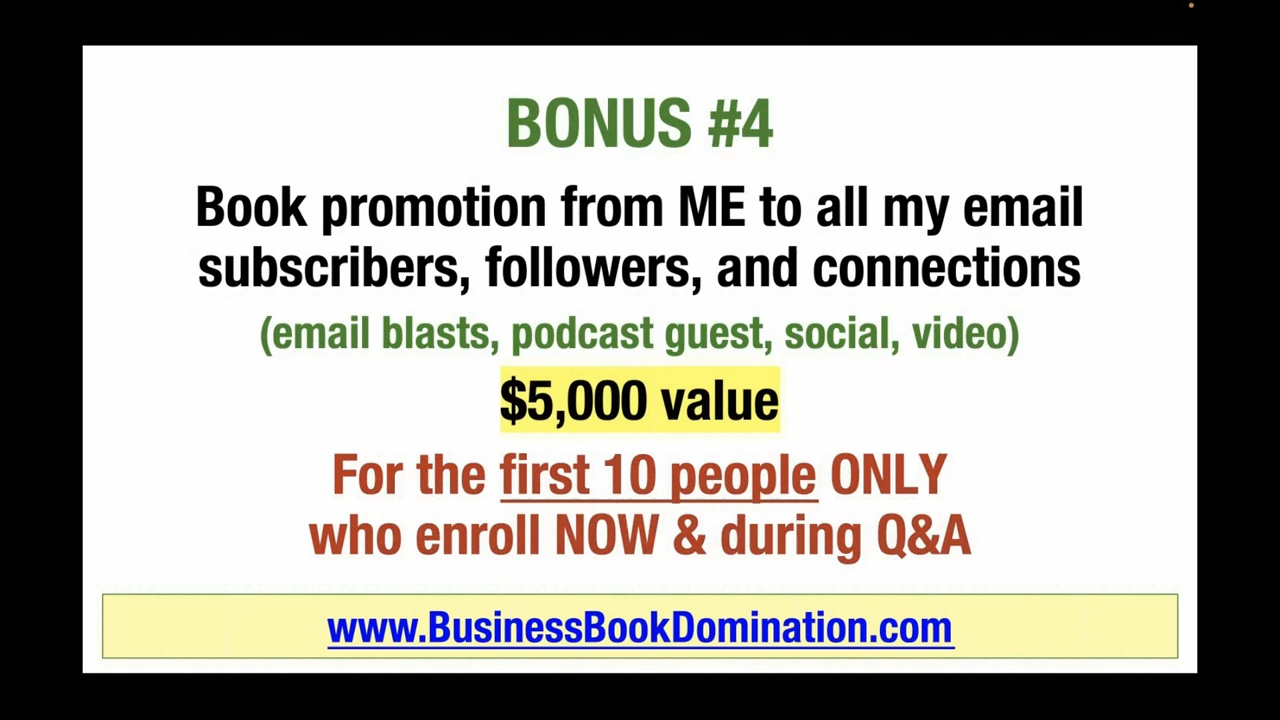 BONUS #4
Book promotion from ME to all my email
subscribers, followers, and connections
(email blasts, podcast guest, social, video)
$5,000 value
For the first 10 people ONLY
who enroll NOW & during Q&A
www.BusinessBookDomination.com